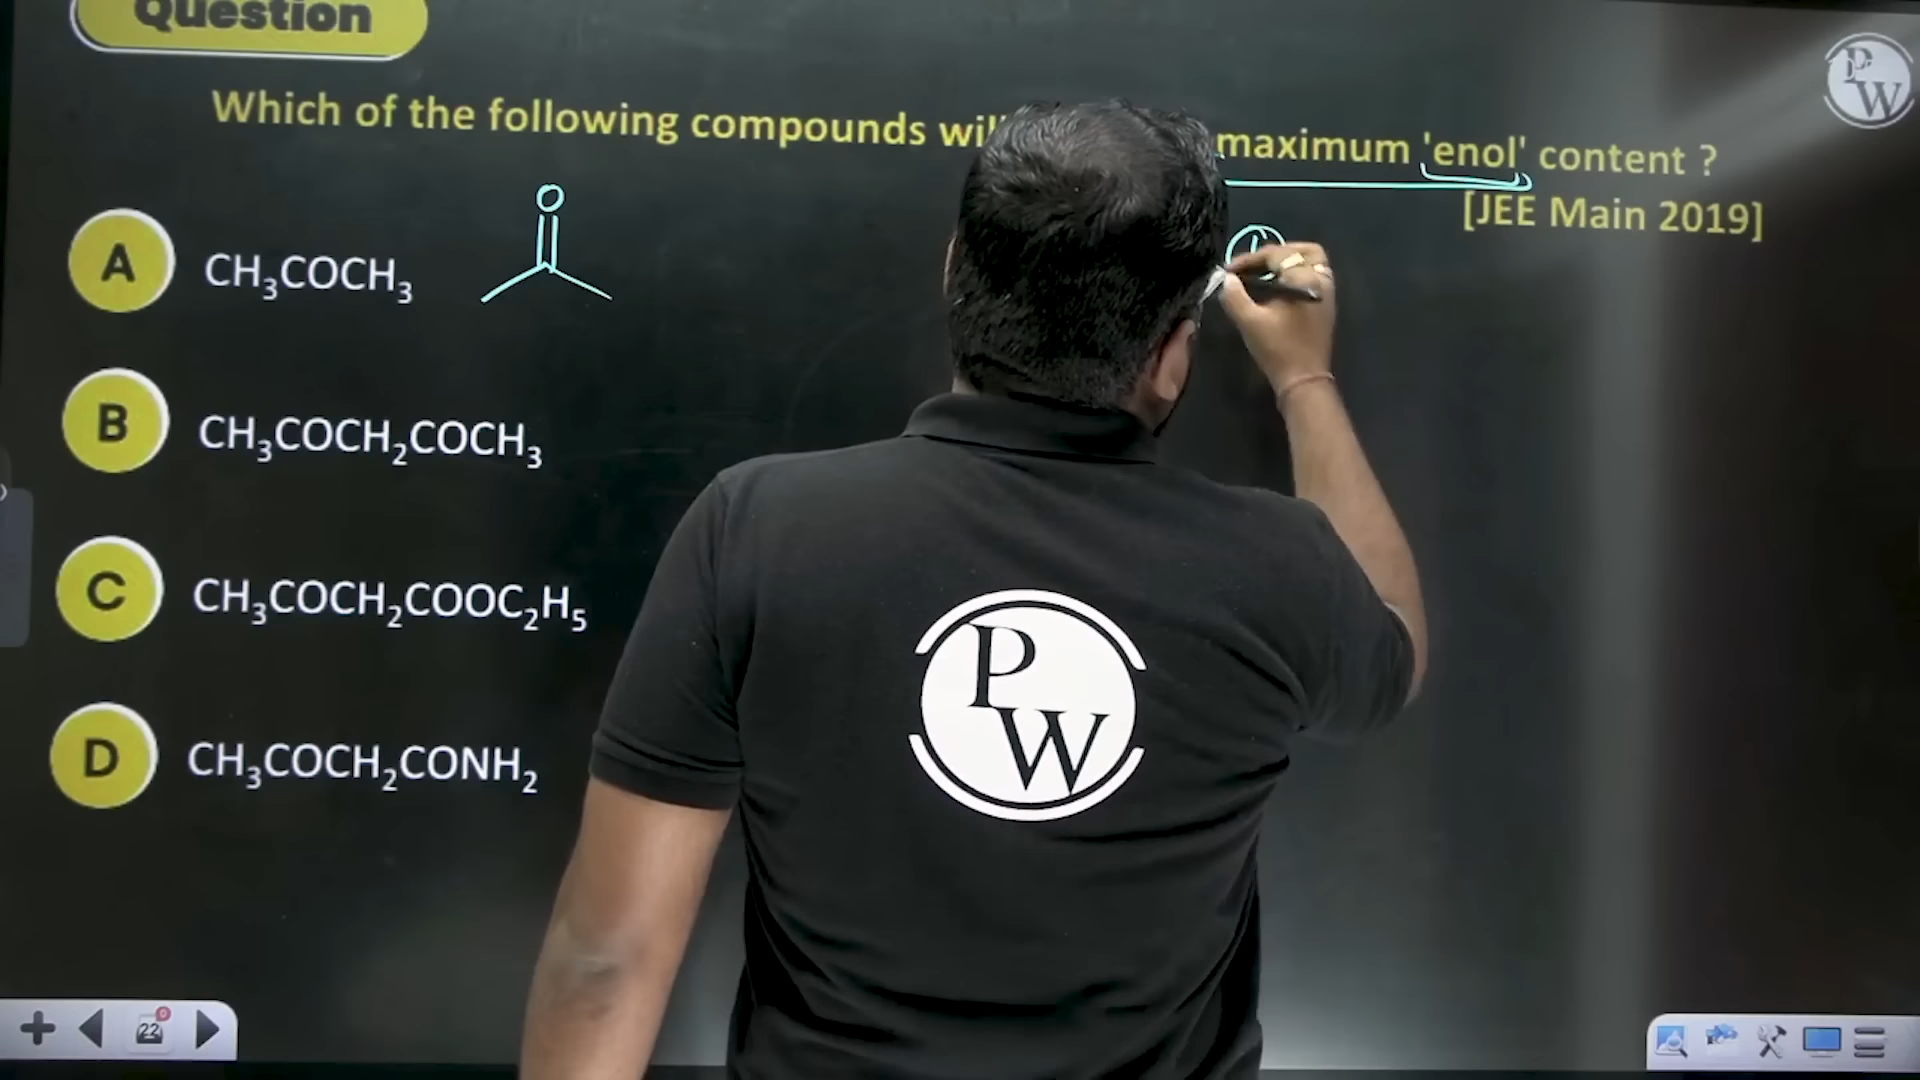 Question
Which of the following compounds will maximum 'enol' content ?
[JEE Main 2019]
A CH₃COCH₃
O
B CH₃COCH₂COCH₃
C CH₃COCH₂COOC₂H₅
D CH₃COCH₂CONH₂
PW
PW
22